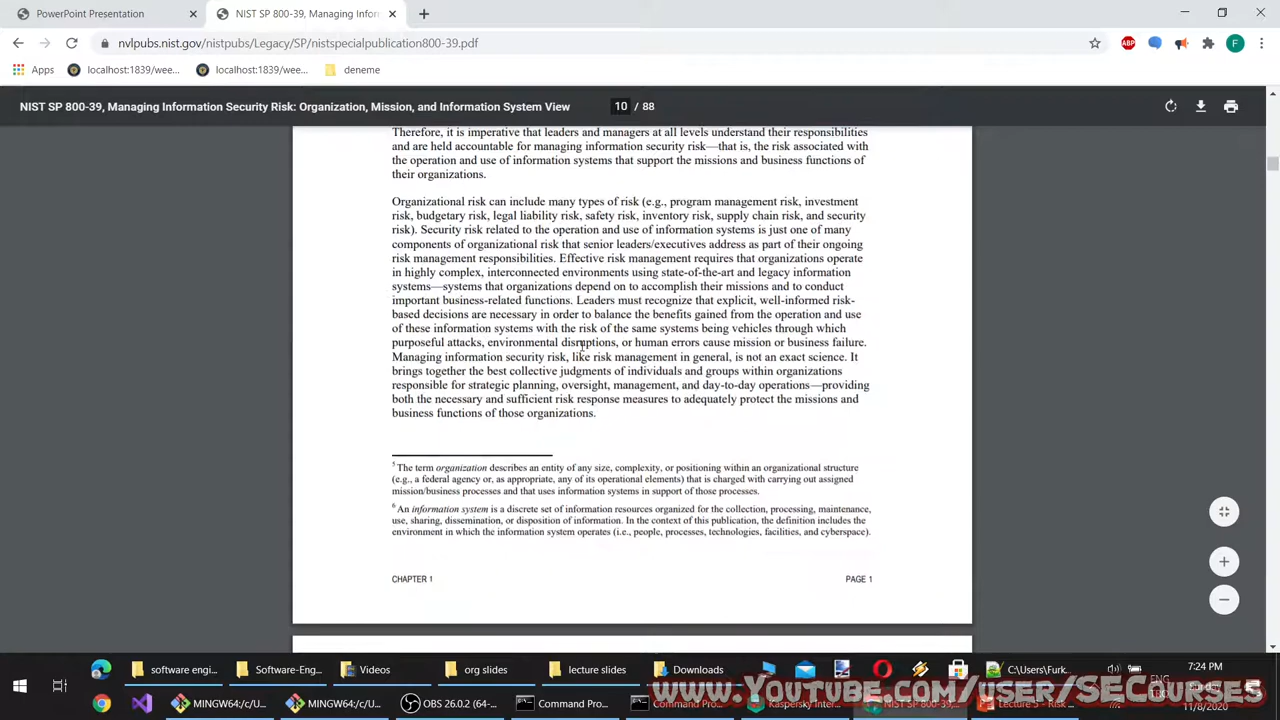 PowerPoint Presentation
NIST SP 800-39, Managing Infor
nvlpubs.nist.gov/nistpubs/Legacy/SP/nistspecialpublication800-39.pdf
ABP
F
Apps
localhost:1839/wee...
localhost:1839/wee...
deneme
NIST SP 800-39, Managing Information Security Risk: Organization, Mission, and Information System View
10 / 88
Therefore, it is imperative that leaders and managers at all levels understand their responsibilities
and are held accountable for managing information security risk—that is, the risk associated with
the operation and use of information systems that support the missions and business functions of
their organizations.
Organizational risk can include many types of risk (e.g., program management risk, investment
risk, budgetary risk, legal liability risk, safety risk, inventory risk, supply chain risk, and security
risk). Security risk related to the operation and use of information systems is just one of many
components of organizational risk that senior leaders/executives address as part of their ongoing
risk management responsibilities. Effective risk management requires that organizations operate
in highly complex, interconnected environments using state-of-the-art and legacy information
systems—systems that organizations depend on to accomplish their missions and to conduct
important business-related functions. Leaders must recognize that explicit, well-informed risk-
based decisions are necessary in order to balance the benefits gained from the operation and use
of these information systems with the risk of the same systems being vehicles through which
purposeful attacks, environmental disruptions, or human errors cause mission or business failure.
Managing information security risk, like risk management in general, is not an exact science. It
brings together the best collective judgments of individuals and groups within organizations
responsible for strategic planning, oversight, management, and day-to-day operations—providing
both the necessary and sufficient risk response measures to adequately protect the missions and
business functions of those organizations.
5 The term organization describes an entity of any size, complexity, or positioning within an organizational structure
(e.g., a federal agency or, as appropriate, any of its operational elements) that is charged with carrying out assigned
mission/business processes and that uses information systems in support of those processes.
6 An information system is a discrete set of information resources organized for the collection, processing, maintenance,
use, sharing, dissemination, or disposition of information. In the context of this publication, the definition includes the
environment in which the information system operates (i.e., people, processes, technologies, facilities, and cyberspace).
CHAPTER 1
PAGE 1
software engi...
Software-Eng...
Videos
org slides
lecture slides
Downloads
C:\Users\Furk...
7:24 PM
ENG
11/8/2020
MINGW64:/c/U...
MINGW64:/c/U...
OBS 26.0.2 (64-...
Command Pro...
Command Pro...
Kaspersky Inter...
NIST SP 800-39,...
Lecture 5 - Risk ...
www.Youtube.com/user/SECourses